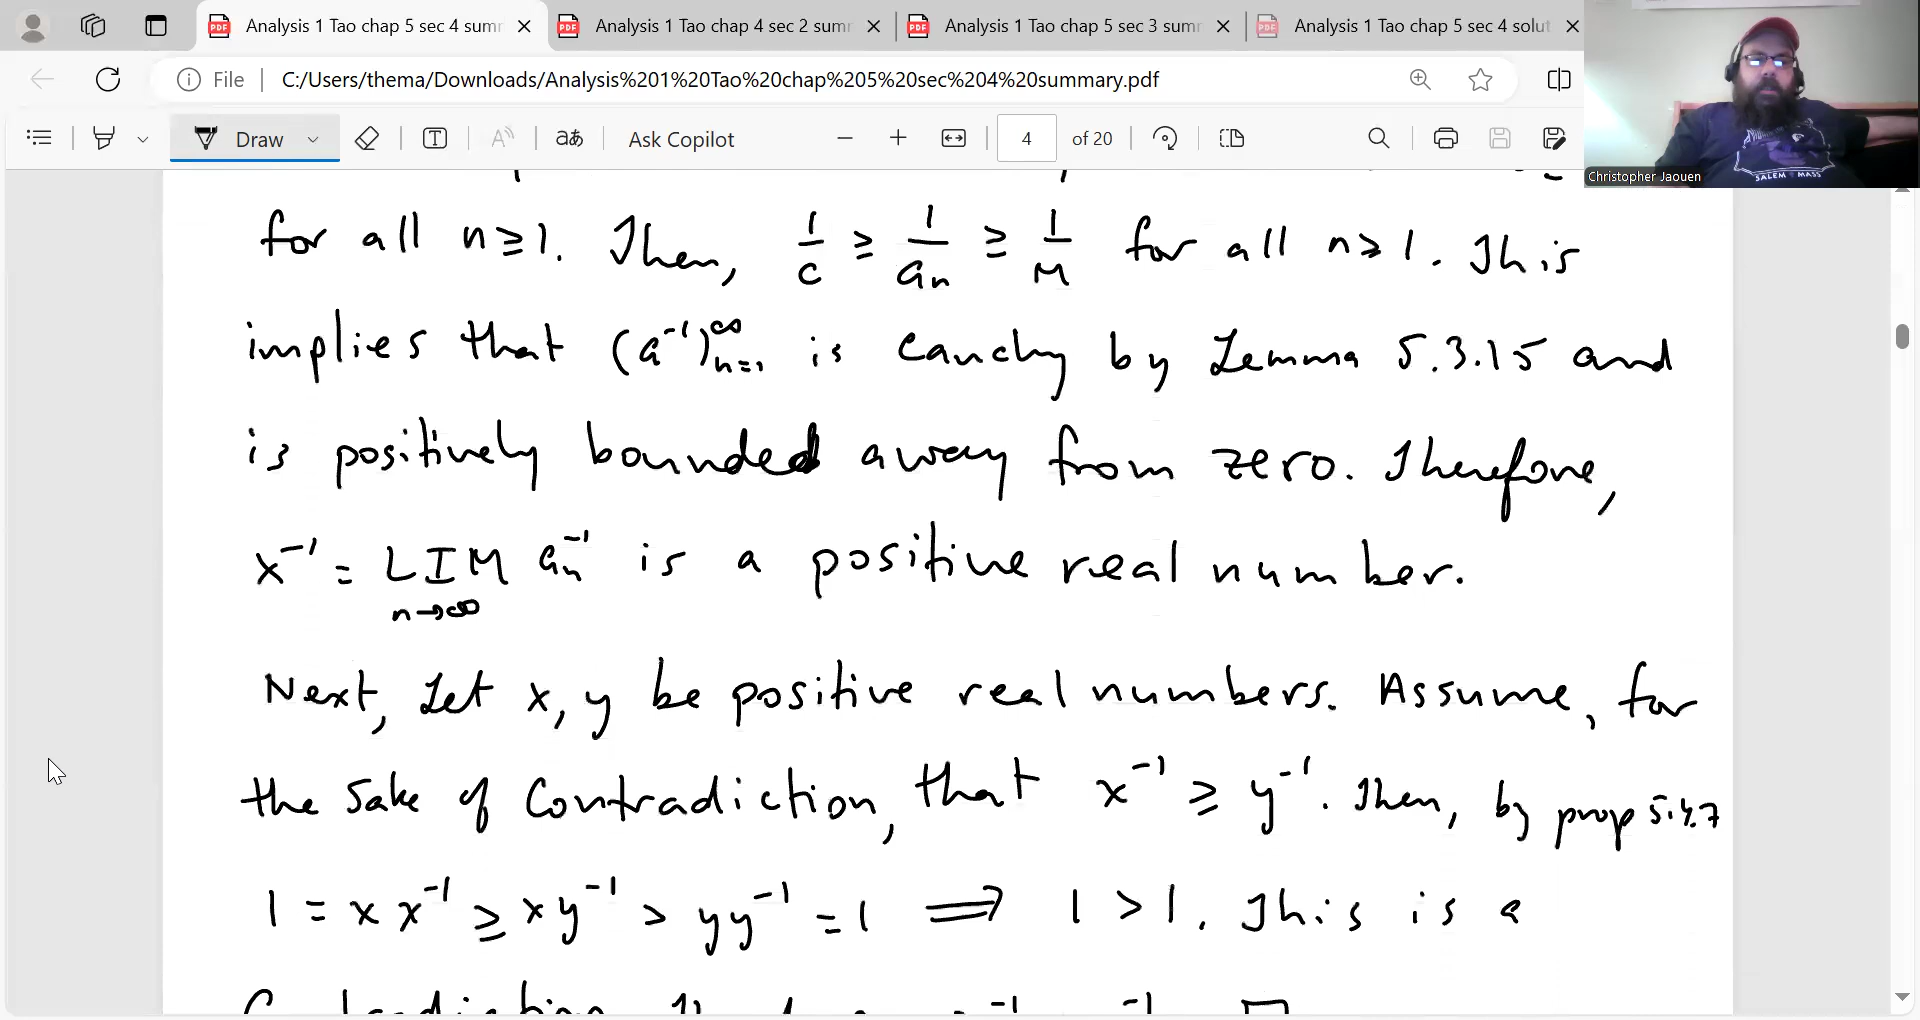 Analysis 1 Tao chap 5 sec 4 sumr
Analysis 1 Tao chap 4 sec 2 sumr
Analysis 1 Tao chap 5 sec 3 sumr
Analysis 1 Tao chap 5 sec 4 solut
File C:/Users/thema/Downloads/Analysis%201%20Tao%20chap%205%20sec%204%20summary.pdf
Draw
Ask Copilot
4 of 20
SALEM MASS
Christopher Jaouen
for all n≥1. Then, 1/c ≥ 1/aₙ ≥ 1/M for all n≥1. This
implies that (a⁻¹)ₙ₌₁^∞ is cauchy by Lemma 5.3.15 and
is positively bounded away from zero. Therefore,
x⁻¹ = LIM aₙ⁻¹ is a positive real number.
n→∞
Next, Let x, y be positive real numbers. Assume, for
the sake of contradiction, that x⁻¹ ≥ y⁻¹. Then, by prop 5.4.7
1 = x x⁻¹ ≥ x y⁻¹ > y y⁻¹ = 1 ⟹ 1 > 1. This is a